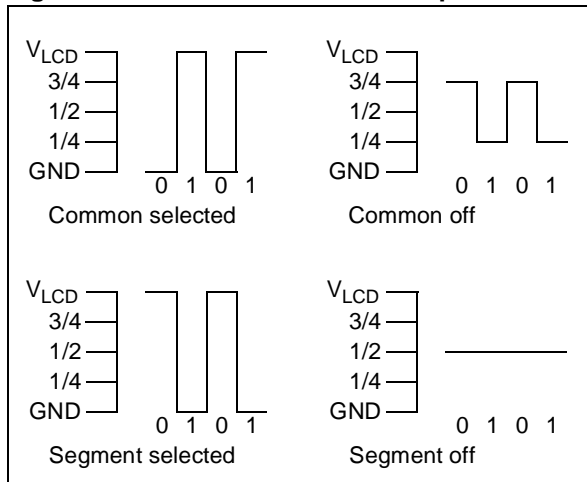 V_LCD
3/4
1/2
1/4
GND
0 1 0 1
Common selected
V_LCD
3/4
1/2
1/4
GND
0 1 0 1
Common off
V_LCD
3/4
1/2
1/4
GND
0 1 0 1
Segment selected
V_LCD
3/4
1/2
1/4
GND
0 1 0 1
Segment off